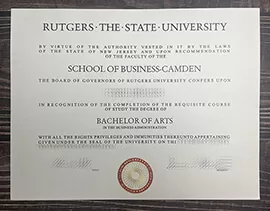 RUTGERS·THE·STATE·UNIVERSITY
BY VIRTUE OF THE AUTHORITY VESTED IN IT BY THE LAWS
OF THE STATE OF NEW JERSEY AND UPON RECOMMENDATION
OF THE FACULTY OF THE
SCHOOL OF BUSINESS-CAMDEN
THE BOARD OF GOVERNORS OF RUTGERS UNIVERSITY CONFERS UPON
IN RECOGNITION OF THE COMPLETION OF THE REQUISITE COURSE
OF STUDY THE DEGREE OF
BACHELOR OF ARTS
IN THE BUSINESS ADMINISTRATION
WITH ALL THE RIGHTS PRIVILEGES AND IMMUNITIES THEREUNTO APPERTAINING
GIVEN UNDER THE SEAL OF THE UNIVERSITY ON THIS